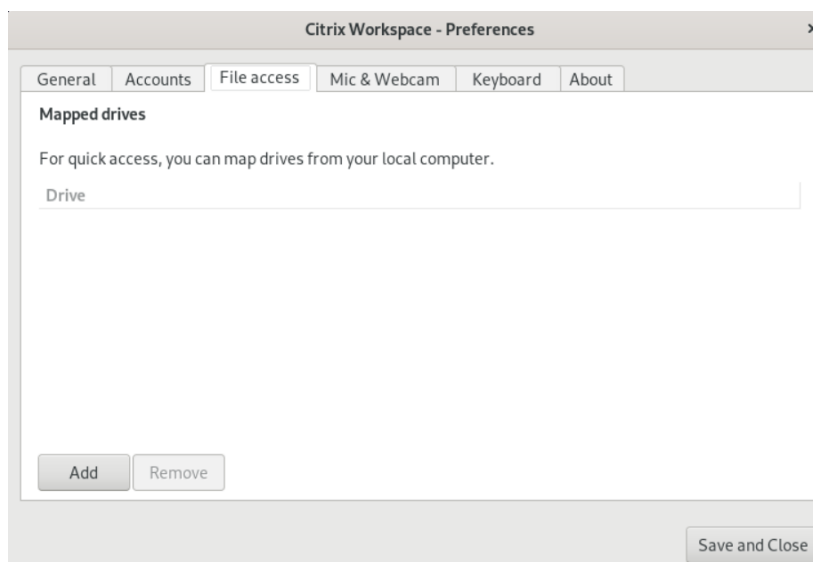 Citrix Workspace - Preferences
General Accounts File access Mic & Webcam Keyboard About
Mapped drives
For quick access, you can map drives from your local computer.
Drive
Add Remove
Save and Close